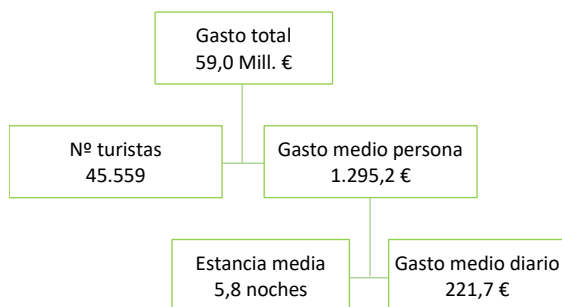 Gasto total
59,0 Mill. €
Nº turistas
45.559
Gasto medio persona
1.295,2 €
Estancia media
5,8 noches
Gasto medio diario
221,7 €